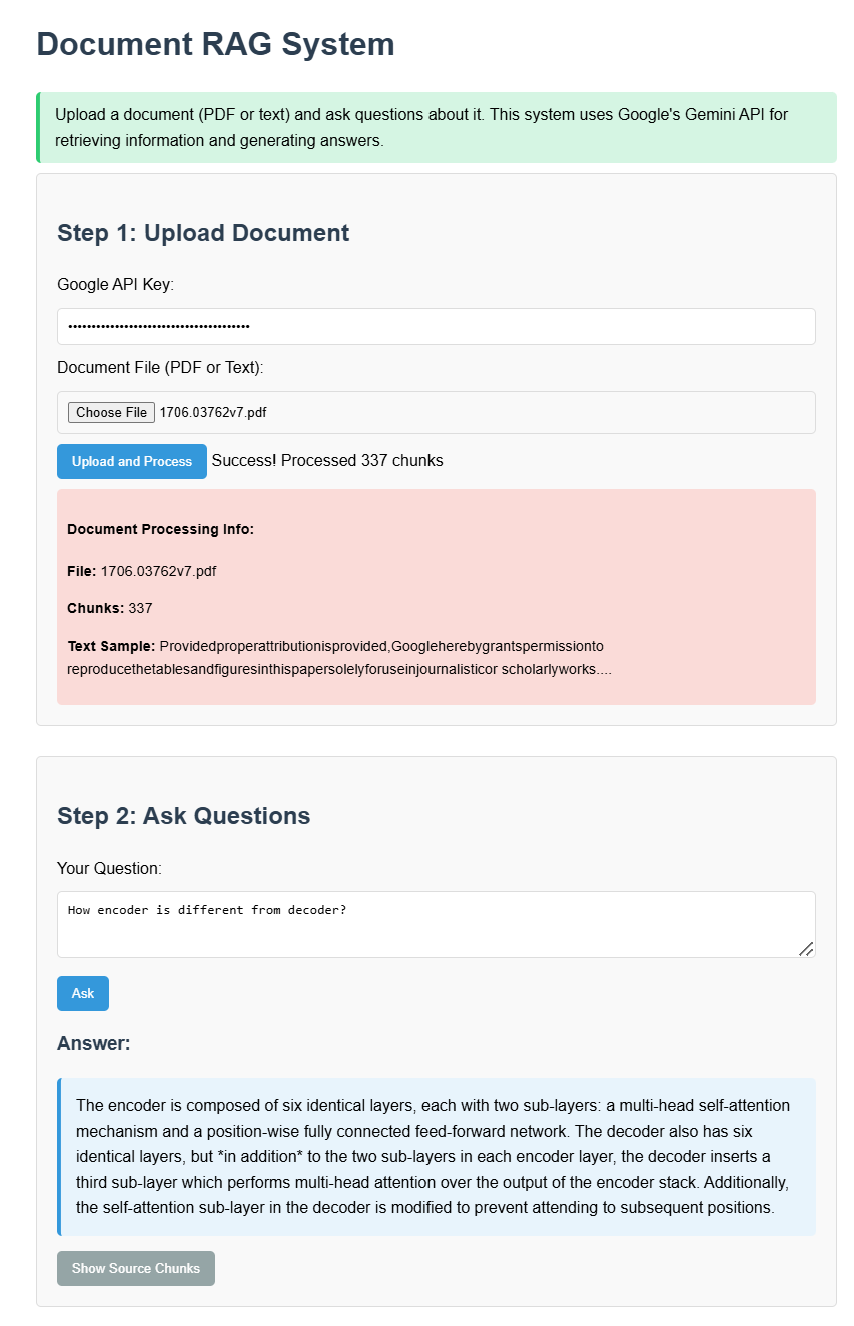 Document RAG System
Upload a document (PDF or text) and ask questions about it. This system uses Google's Gemini API for
retrieving information and generating answers.
Step 1: Upload Document
Google API Key:
••••••••••••••••••••••••••••••••••••••
Document File (PDF or Text):
Choose File 1706.03762v7.pdf
Upload and Process Success! Processed 337 chunks
Document Processing Info:
File: 1706.03762v7.pdf
Chunks: 337
Text Sample: Providedproperattributionisprovided,Googleherebygrantspermissionto
reproducethetablesandfiguresinthispapersolelyforuseinjournalisticor scholarlyworks....
Step 2: Ask Questions
Your Question:
How encoder is different from decoder?
Ask
Answer:
The encoder is composed of six identical layers, each with two sub-layers: a multi-head self-attention
mechanism and a position-wise fully connected feed-forward network. The decoder also has six
identical layers, but *in addition* to the two sub-layers in each encoder layer, the decoder inserts a
third sub-layer which performs multi-head attention over the output of the encoder stack. Additionally,
the self-attention sub-layer in the decoder is modified to prevent attending to subsequent positions.
Show Source Chunks